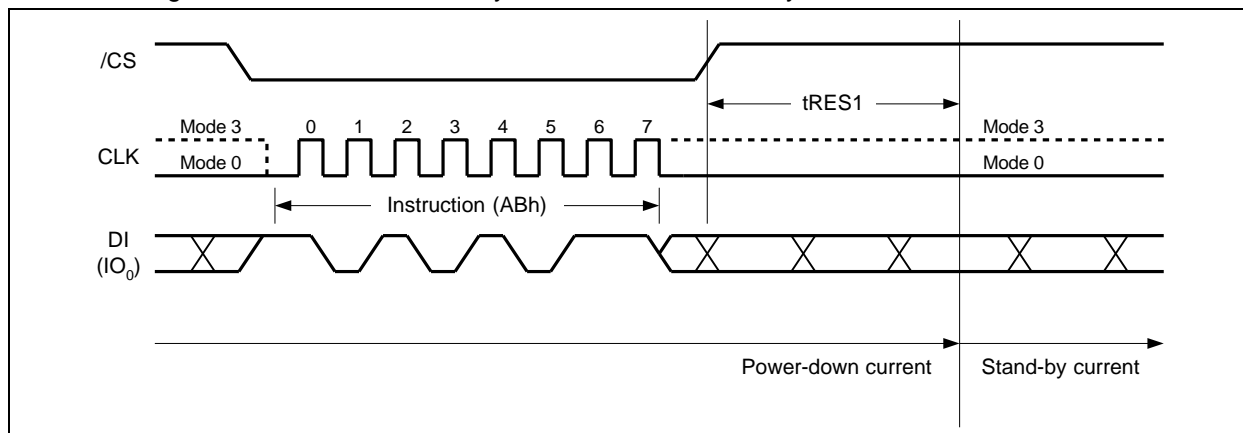 /CS
tRES1
Mode 3 0 1 2 3 4 5 6 7 Mode 3
CLK
Mode 0 Mode 0
Instruction (ABh)
DI
(IO0)
Power-down current Stand-by current